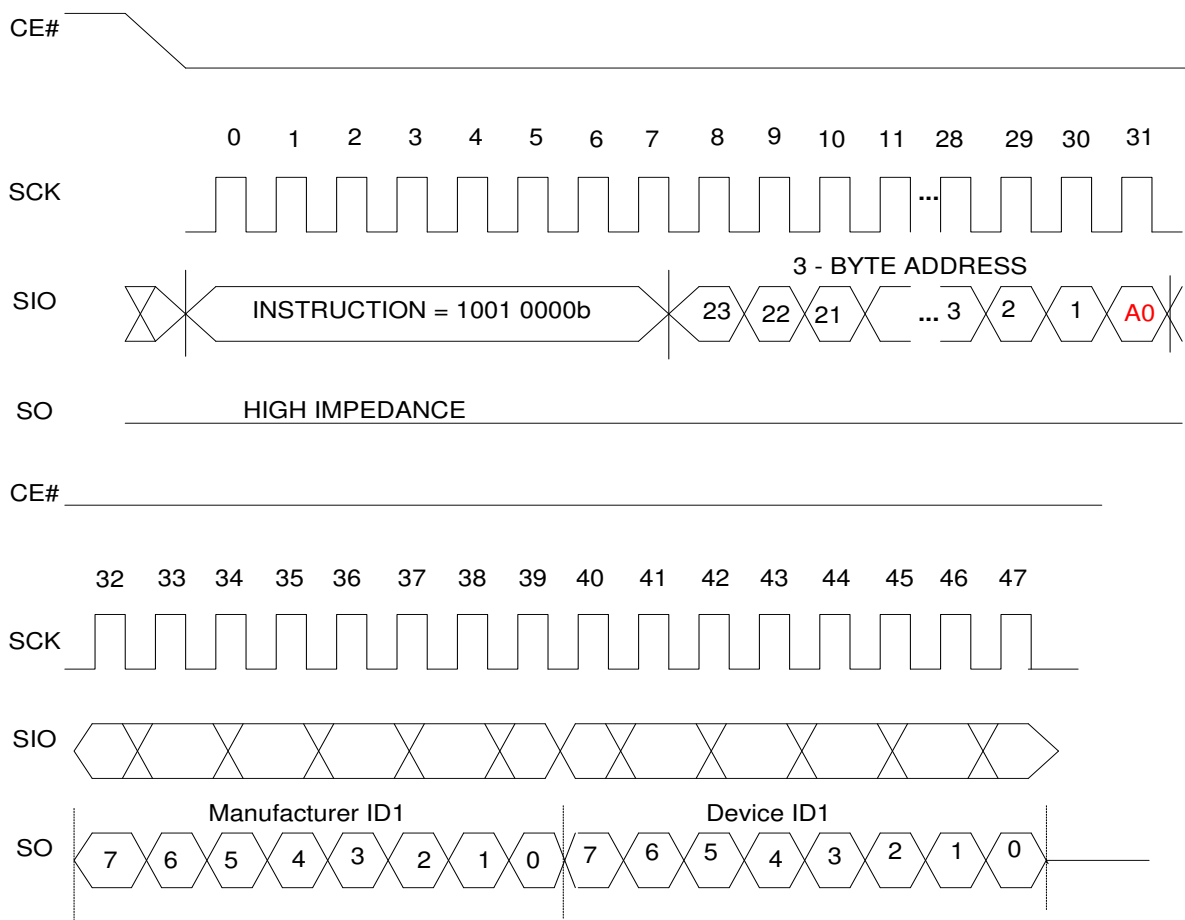 CE#
0 1 2 3 4 5 6 7 8 9 10 11 28 29 30 31
SCK ...
3 - BYTE ADDRESS
SIO INSTRUCTION = 1001 0000b 23 22 21 ... 3 2 1 A0
SO HIGH IMPEDANCE
CE#
32 33 34 35 36 37 38 39 40 41 42 43 44 45 46 47
SCK
SIO
Manufacturer ID1 Device ID1
SO 7 6 5 4 3 2 1 0 7 6 5 4 3 2 1 0